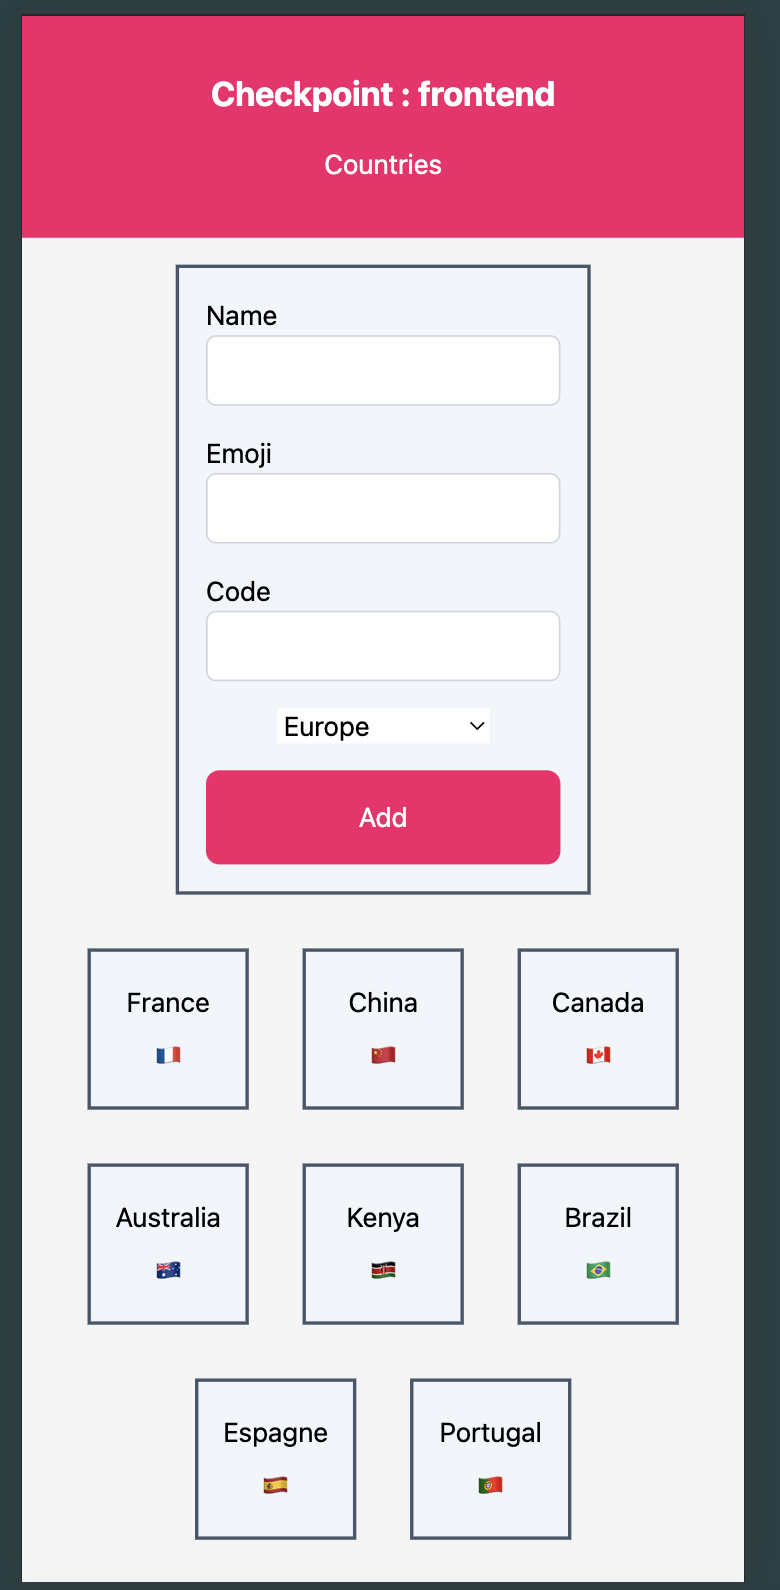 Checkpoint : frontend
Countries
Name
Emoji
Code
Europe
Add
France
China
Canada
Australia
Kenya
Brazil
Espagne
Portugal